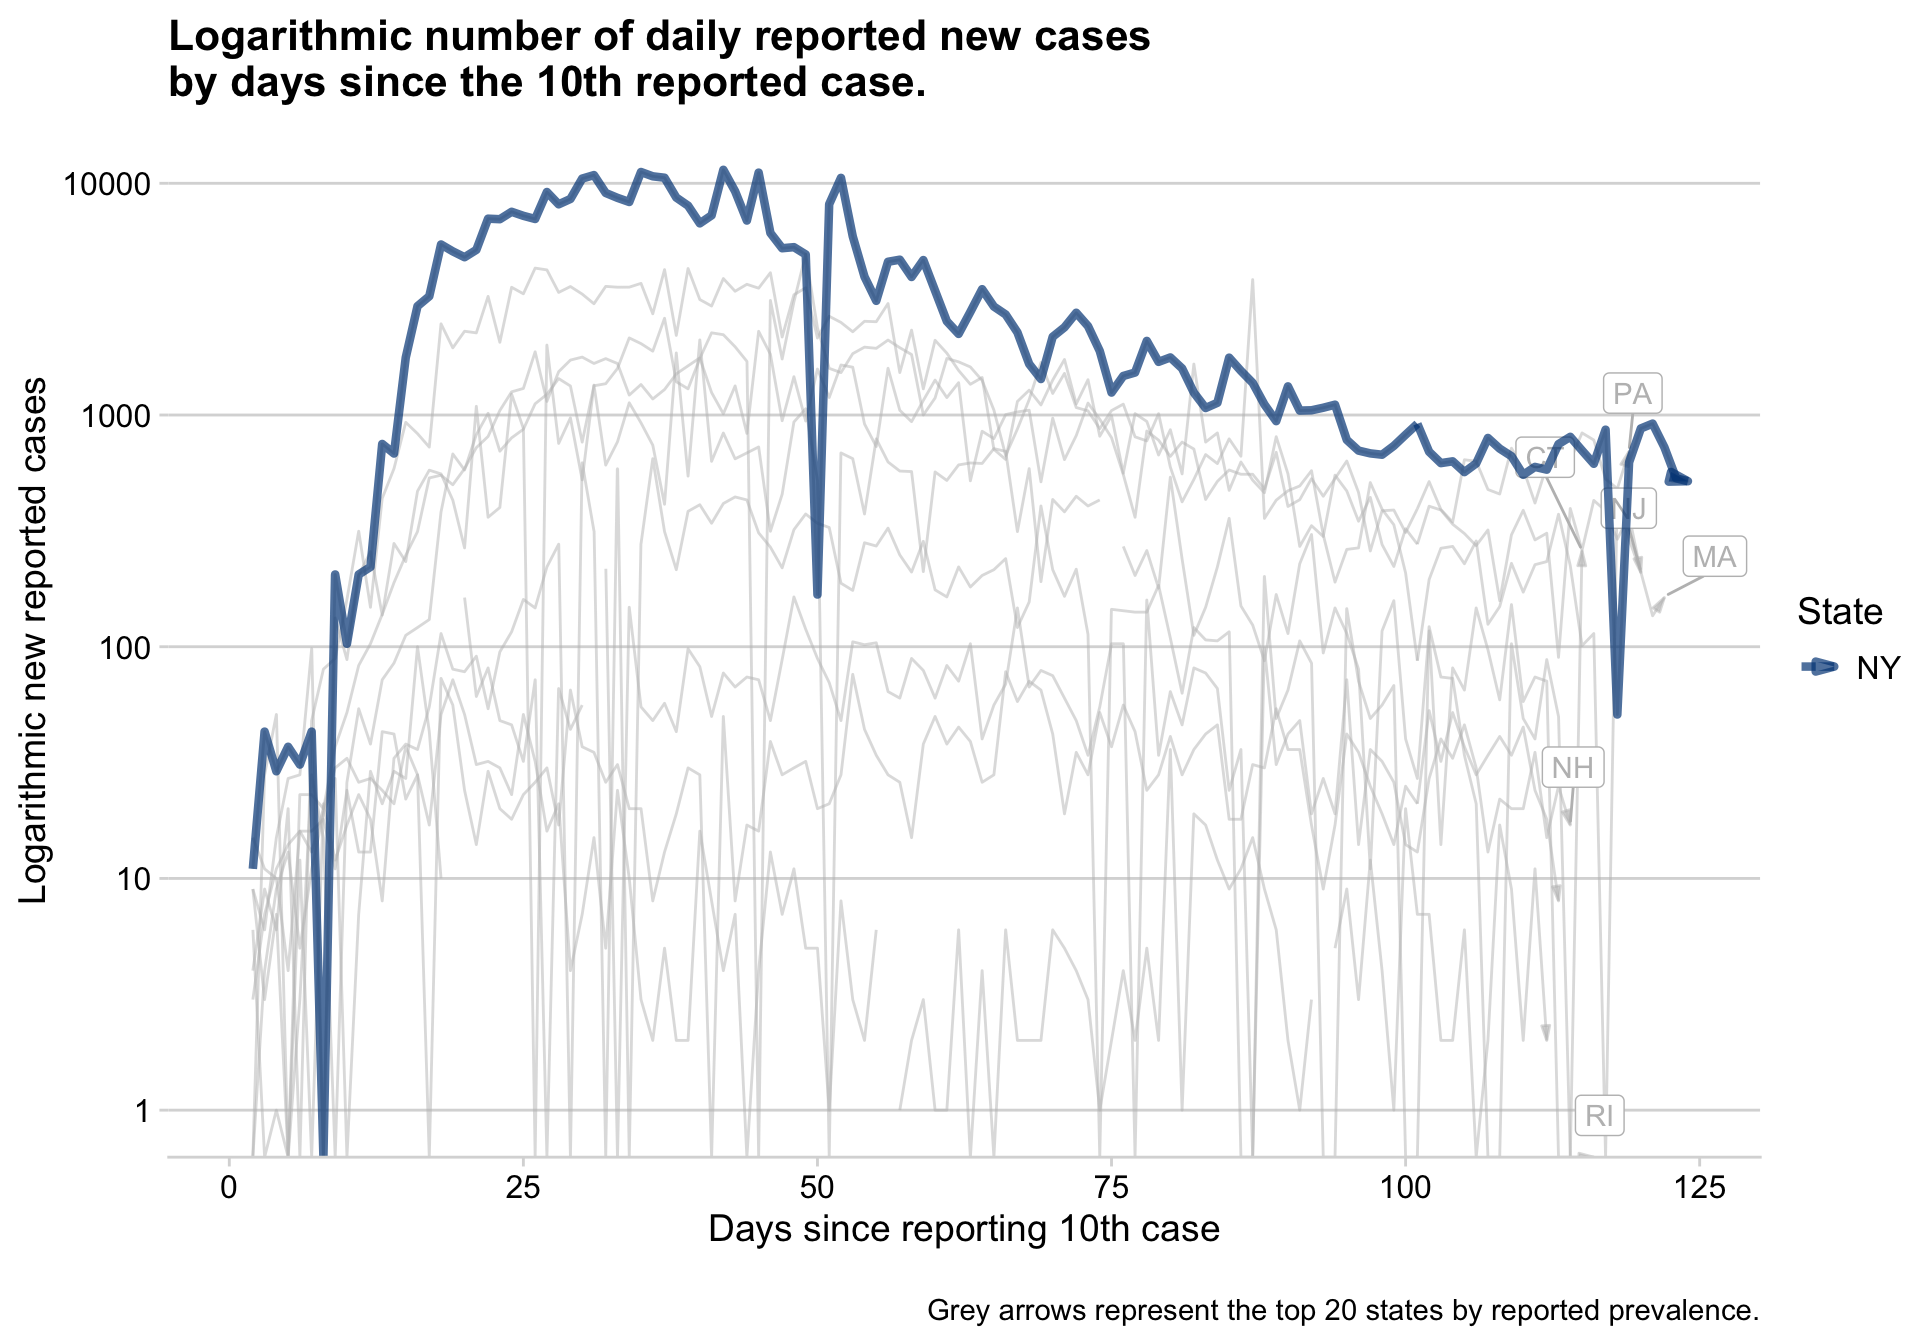 Logarithmic number of daily reported new cases
by days since the 10th reported case.
Logarithmic new reported cases
10000
1000
100
10
1
PA
CT
NJ
MA
NH
RI
State
NY
0 25 50 75 100 125
Days since reporting 10th case
Grey arrows represent the top 20 states by reported prevalence.